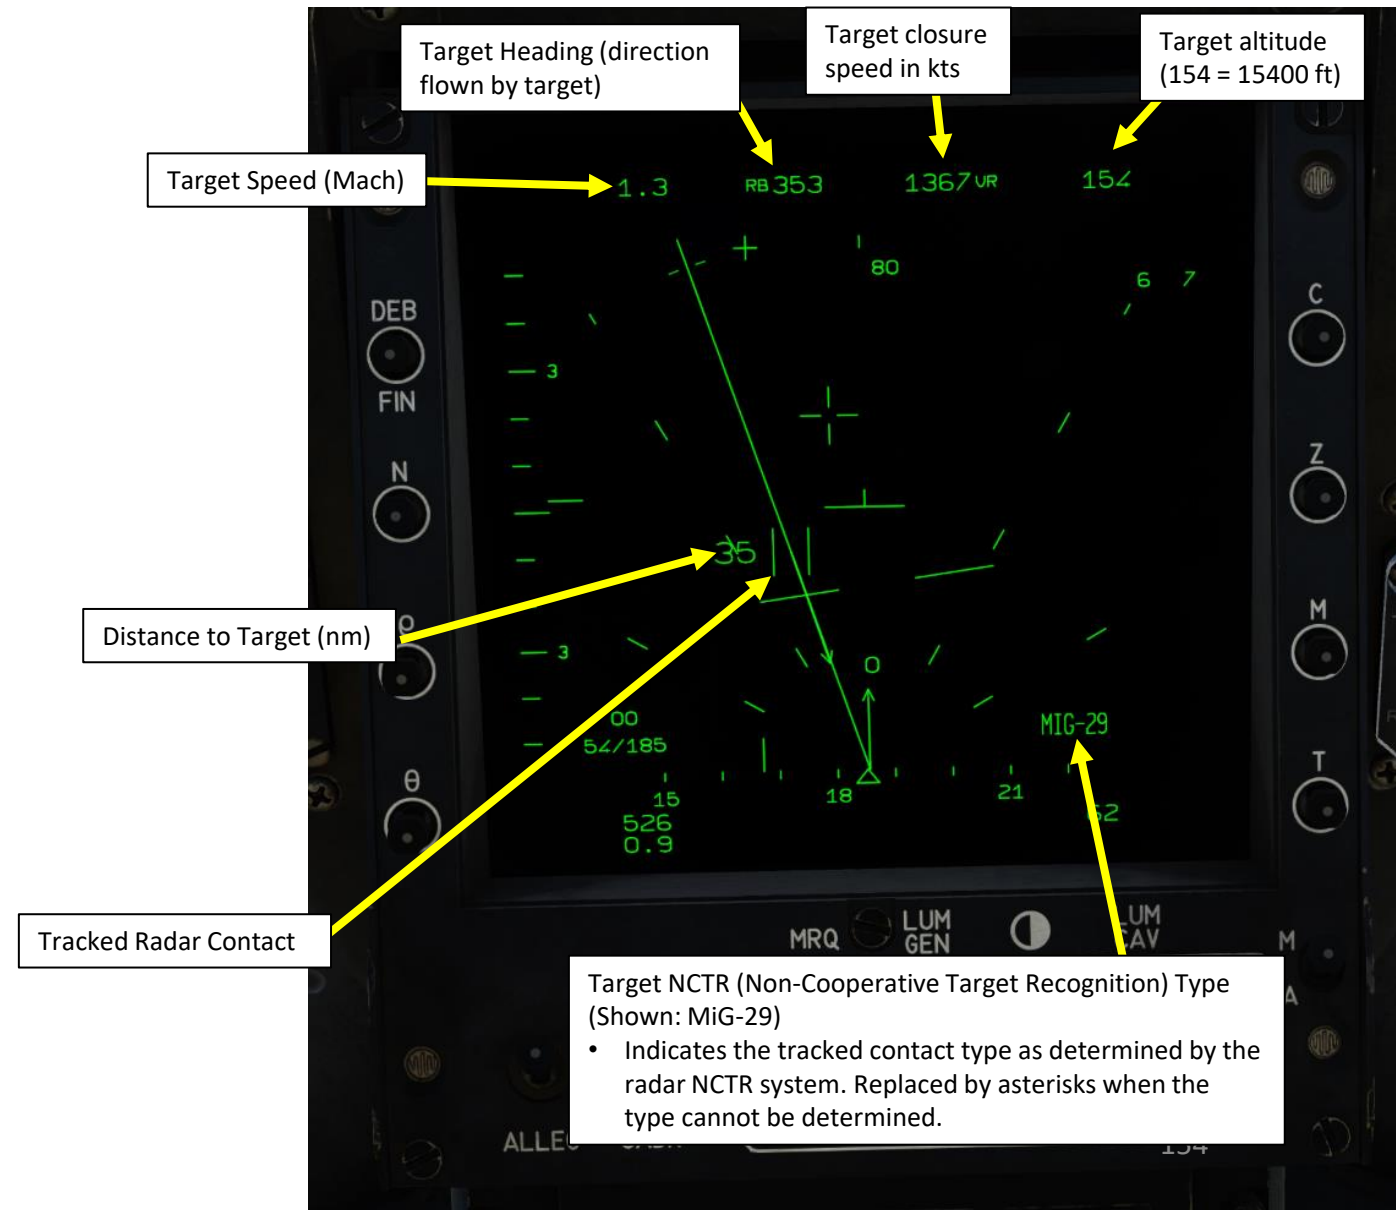 Target Heading (direction
flown by target)
Target closure
speed in kts
Target altitude
(154 = 15400 ft)
Target Speed (Mach)
1.3
RB 353
1367 VR
154
80
6 7
DEB
FIN
3
C
N
Z
35
Distance to Target (nm)
ρ
M
3
0
00
54/185
MIG-29
θ
T
15
18
21
526
0.9
62
Tracked Radar Contact
MRQ
LUM
GEN
LUM
M
A
Target NCTR (Non-Cooperative Target Recognition) Type
(Shown: MiG-29)
• Indicates the tracked contact type as determined by the
radar NCTR system. Replaced by asterisks when the
type cannot be determined.